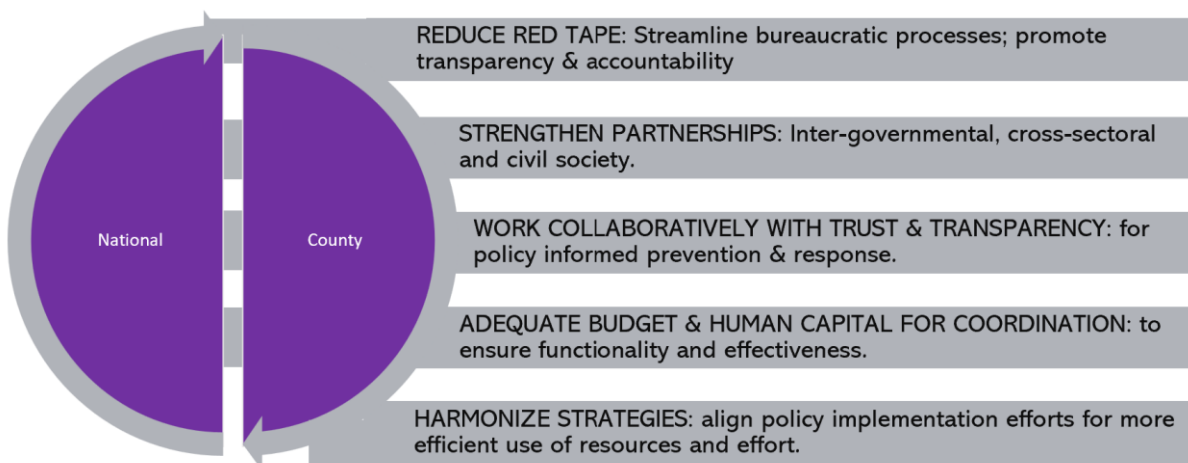 REDUCE RED TAPE: Streamline bureaucratic processes; promote
transparency & accountability
STRENGTHEN PARTNERSHIPS: Inter-governmental, cross-sectoral
and civil society.
National
County
WORK COLLABORATIVELY WITH TRUST & TRANSPARENCY: for
policy informed prevention & response.
ADEQUATE BUDGET & HUMAN CAPITAL FOR COORDINATION: to
ensure functionality and effectiveness.
HARMONIZE STRATEGIES: align policy implementation efforts for more
efficient use of resources and effort.